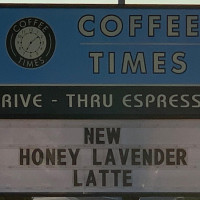 COFFEE
TIMES
COFFEE
TIMES
RIVE - THRU ESPRESS
NEW
HONEY LAVENDER
LATTE